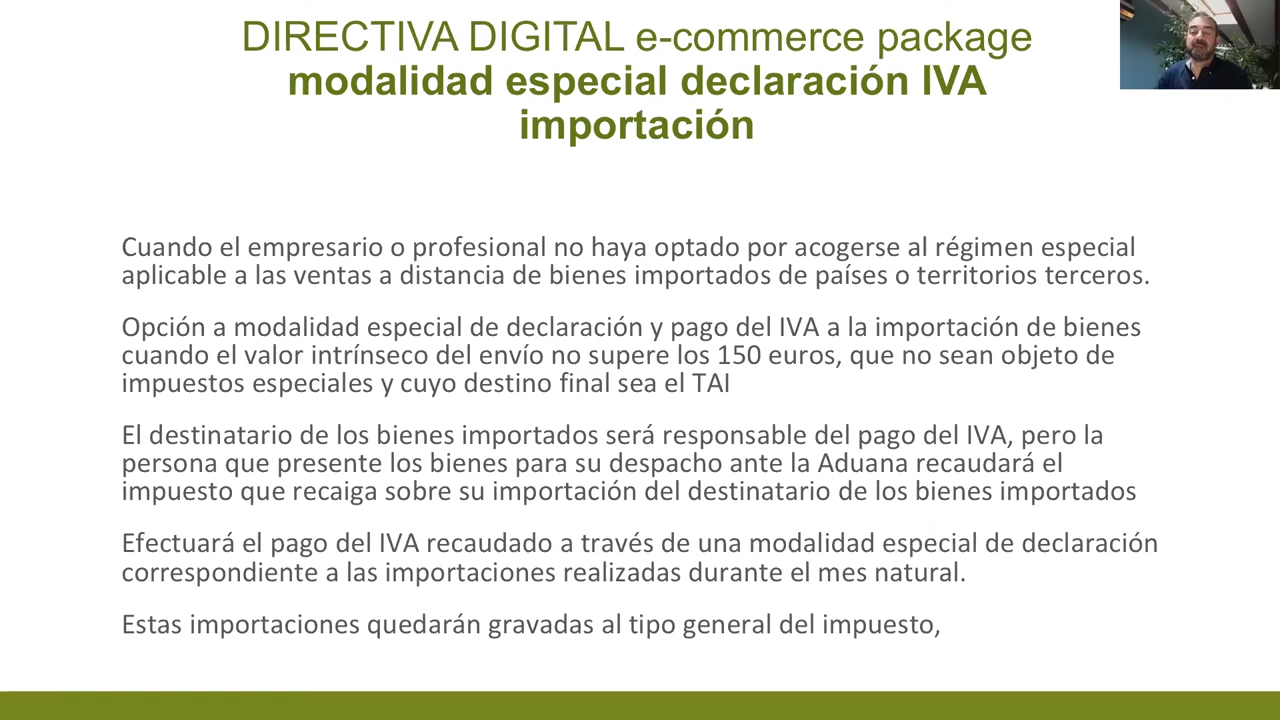 DIRECTIVA DIGITAL e-commerce package
modalidad especial declaración IVA
importación
Cuando el empresario o profesional no haya optado por acogerse al régimen especial
aplicable a las ventas a distancia de bienes importados de países o territorios terceros.
Opción a modalidad especial de declaración y pago del IVA a la importación de bienes
cuando el valor intrínseco del envío no supere los 150 euros, que no sean objeto de
impuestos especiales y cuyo destino final sea el TAI
El destinatario de los bienes importados será responsable del pago del IVA, pero la
persona que presente los bienes para su despacho ante la Aduana recaudará el
impuesto que recaiga sobre su importación del destinatario de los bienes importados
Efectuará el pago del IVA recaudado a través de una modalidad especial de declaración
correspondiente a las importaciones realizadas durante el mes natural.
Estas importaciones quedarán gravadas al tipo general del impuesto,